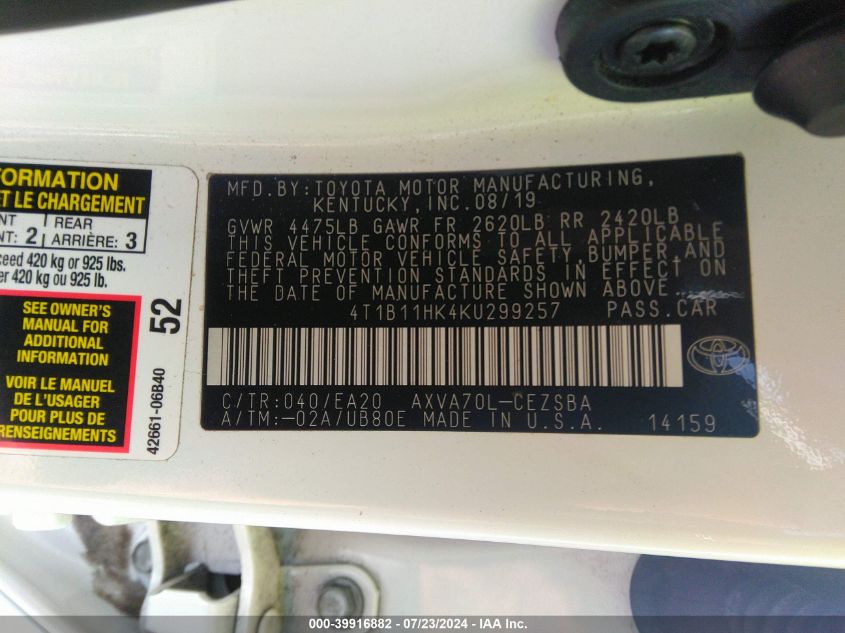 FORMATION
ET LE CHARGEMENT
2
REAR
ARRIÈRE: 3
420 kg or 925 lbs.
420 kg ou 925 lb.
SEE OWNER'S
MANUAL FOR
ADDITIONAL
INFORMATION
VOIR LE MANUEL
DE L'USAGER
POUR PLUS DE
RENSEIGNEMENTS
52
42661-06B40
MFD.BY:TOYOTA MOTOR MANUFACTURING,
KENTUCKY,INC.08/19
GVWR 4475LB GAWR FR 2620LB RR 2420LB
THIS VEHICLE CONFORMS TO ALL APPLICABLE
FEDERAL MOTOR VEHICLE SAFETY,BUMPER,AND
THEFT PREVENTION STANDARDS IN EFFECT ON
THE DATE OF MANUFACTURE SHOWN ABOVE.
4T1B11HK4KU299257 PASS.CAR
C/TR:040/EA20 AXVA70L-CEZSBA
A/TM:-02A/UB80E MADE IN U.S.A. 14159
000-39916882 - 07/23/2024 - IAA Inc.